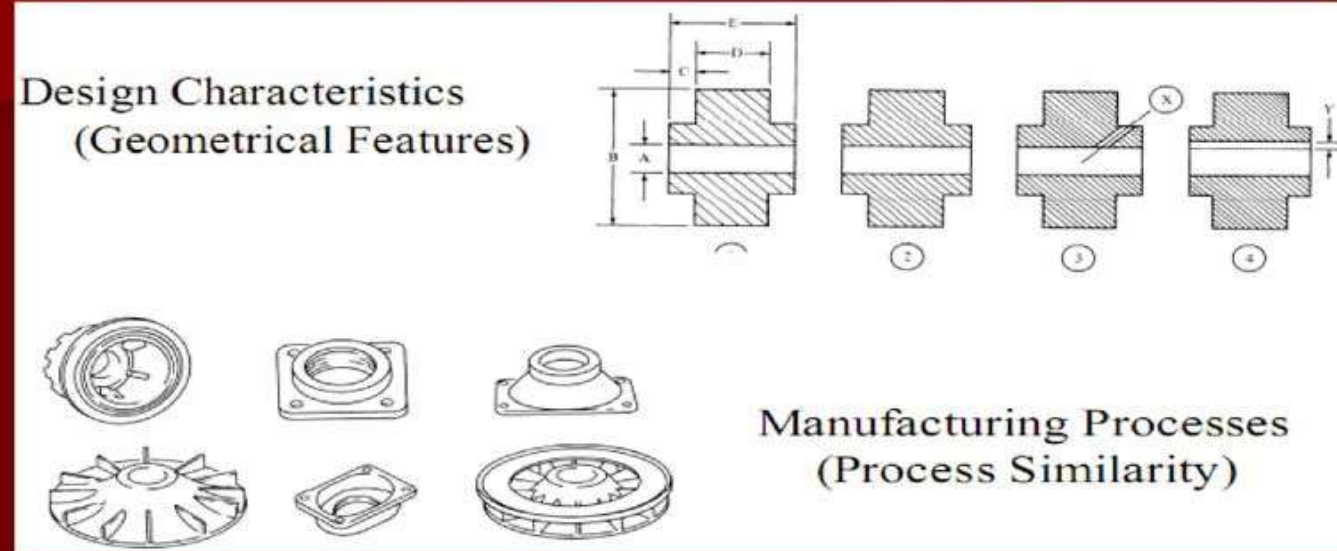 Design Characteristics
(Geometrical Features)
E
D
C
B
A
X
Y
2
3
4
Manufacturing Processes
(Process Similarity)